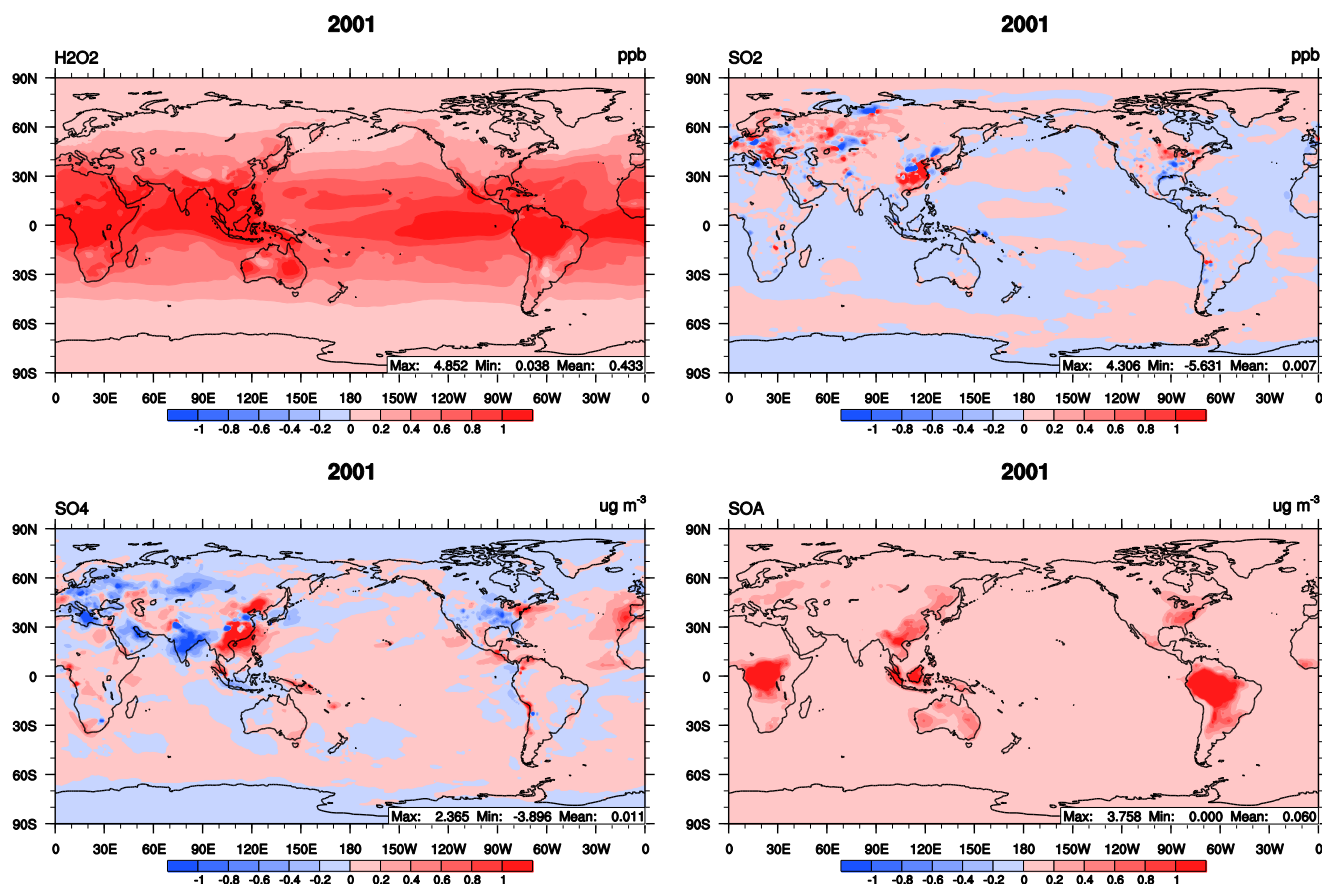 2001
H2O2 ppb
90N
60N
30N
0
30S
60S
90S
Max: 4.852 Min: 0.038 Mean: 0.433
0 30E 60E 90E 120E 150E 180 150W 120W 90W 60W 30W 0
-1 -0.8 -0.6 -0.4 -0.2 0 0.2 0.4 0.6 0.8 1
2001
SO2 ppb
90N
60N
30N
0
30S
60S
90S
Max: 4.306 Min: -5.631 Mean: 0.007
0 30E 60E 90E 120E 150E 180 150W 120W 90W 60W 30W 0
-1 -0.8 -0.6 -0.4 -0.2 0 0.2 0.4 0.6 0.8 1
2001
SO4 ug m-3
90N
60N
30N
0
30S
60S
90S
Max: 2.365 Min: -3.896 Mean: 0.011
0 30E 60E 90E 120E 150E 180 150W 120W 90W 60W 30W 0
-1 -0.8 -0.6 -0.4 -0.2 0 0.2 0.4 0.6 0.8 1
2001
SOA ug m-3
90N
60N
30N
0
30S
60S
90S
Max: 3.758 Min: 0.000 Mean: 0.060
0 30E 60E 90E 120E 150E 180 150W 120W 90W 60W 30W 0
-1 -0.8 -0.6 -0.4 -0.2 0 0.2 0.4 0.6 0.8 1